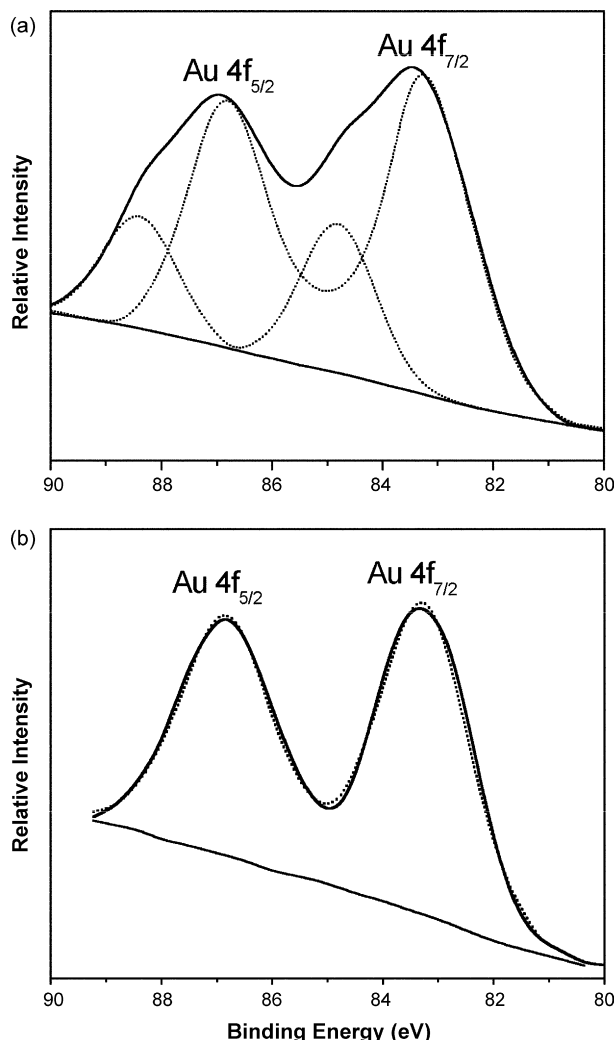 (a)
Au 4f5/2
Au 4f7/2
Relative Intensity
90 88 86 84 82 80
(b)
Au 4f5/2
Au 4f7/2
Relative Intensity
90 88 86 84 82 80
Binding Energy (eV)